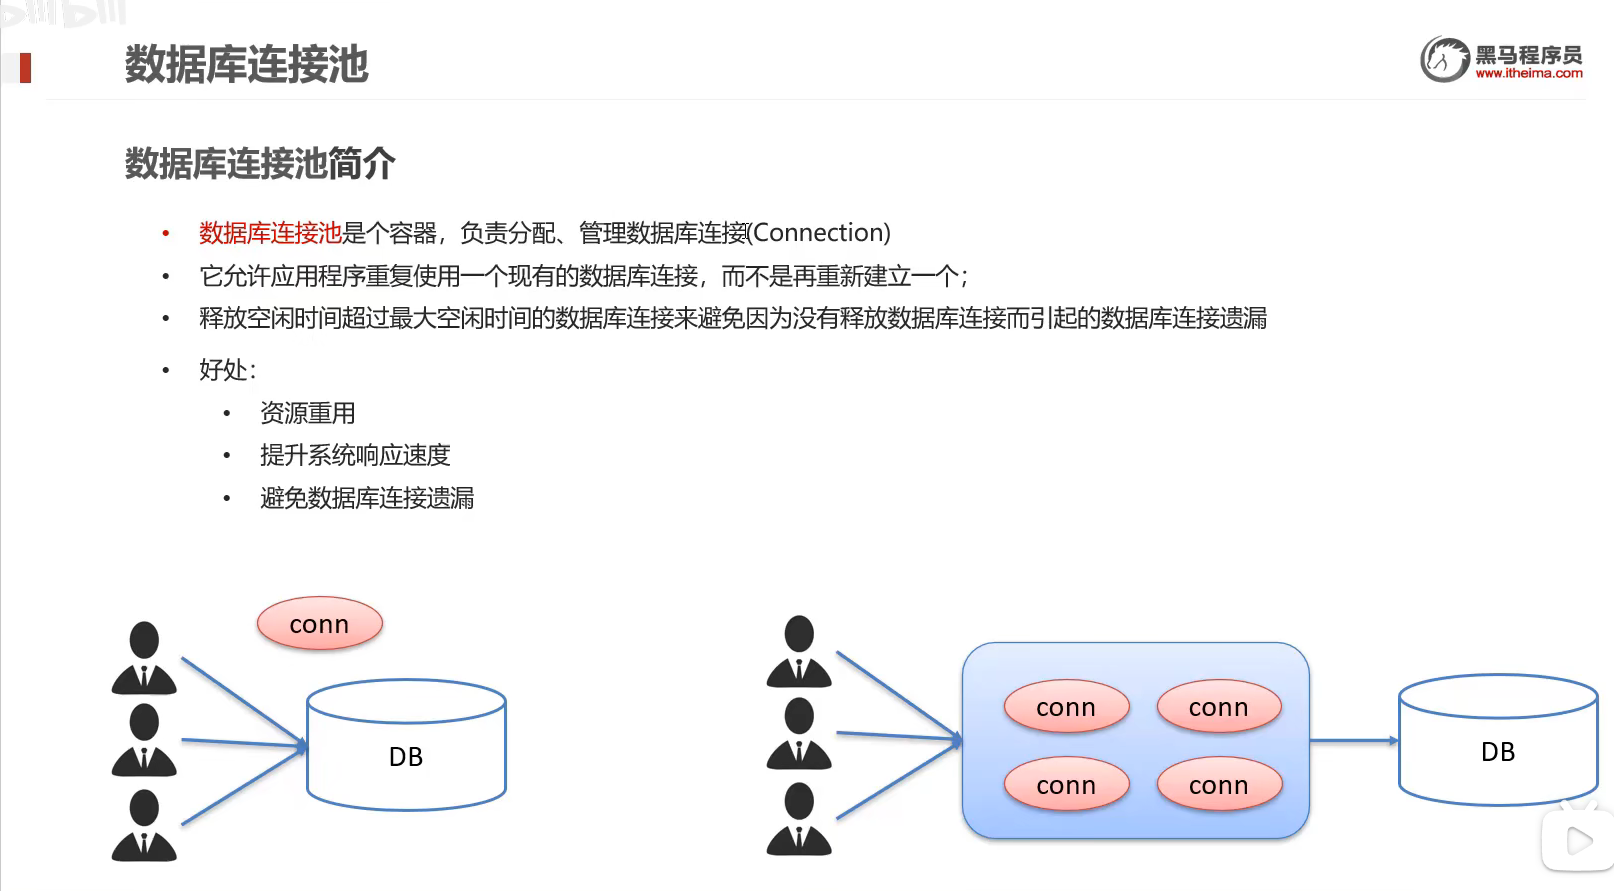 数据库连接池
黑马程序员
www.itheima.com
数据库连接池简介
• 数据库连接池是个容器，负责分配、管理数据库连接(Connection)
• 它允许应用程序重复使用一个现有的数据库连接，而不是再重新建立一个；
• 释放空闲时间超过最大空闲时间的数据库连接来避免因为没有释放数据库连接而引起的数据库连接遗漏
• 好处：
• 资源重用
• 提升系统响应速度
• 避免数据库连接遗漏
conn
DB
conn conn
conn conn
DB